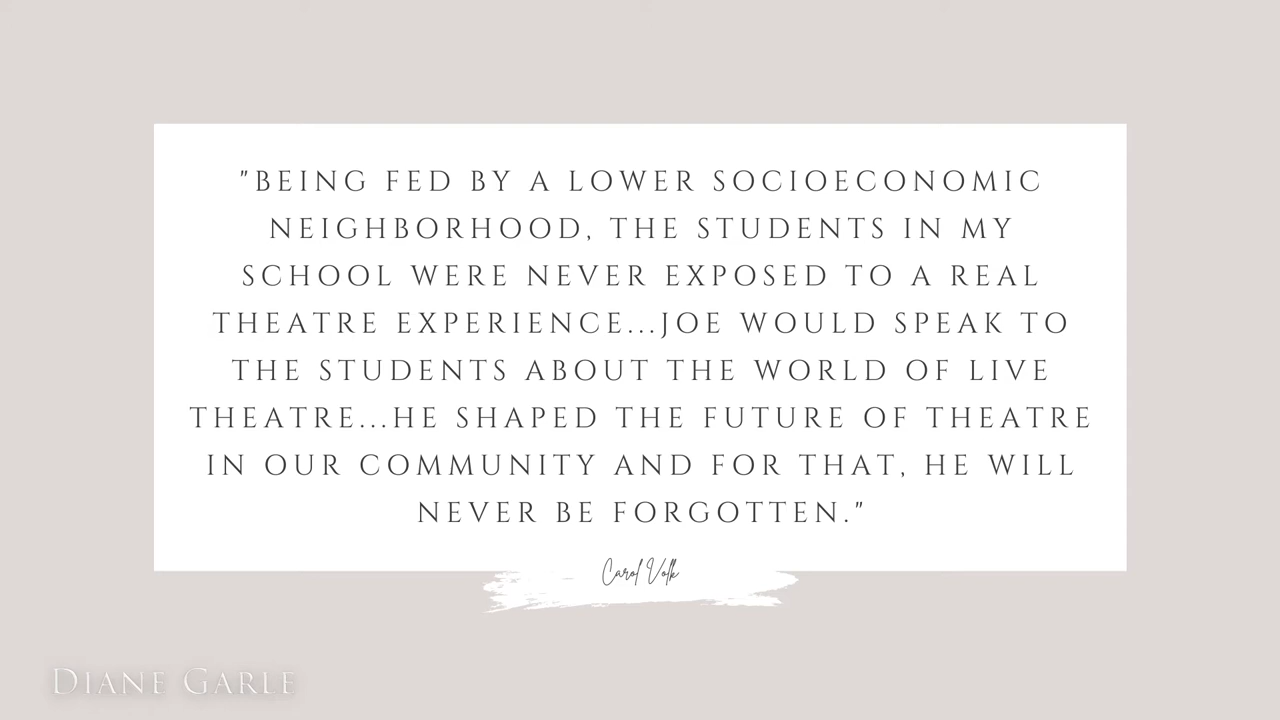 "BEING FED BY A LOWER SOCIOECONOMIC
NEIGHBORHOOD, THE STUDENTS IN MY
SCHOOL WERE NEVER EXPOSED TO A REAL
THEATRE EXPERIENCE...JOE WOULD SPEAK TO
THE STUDENTS ABOUT THE WORLD OF LIVE
THEATRE...HE SHAPED THE FUTURE OF THEATRE
IN OUR COMMUNITY AND FOR THAT, HE WILL
NEVER BE FORGOTTEN."
Carol Volk
DIANE GARLE